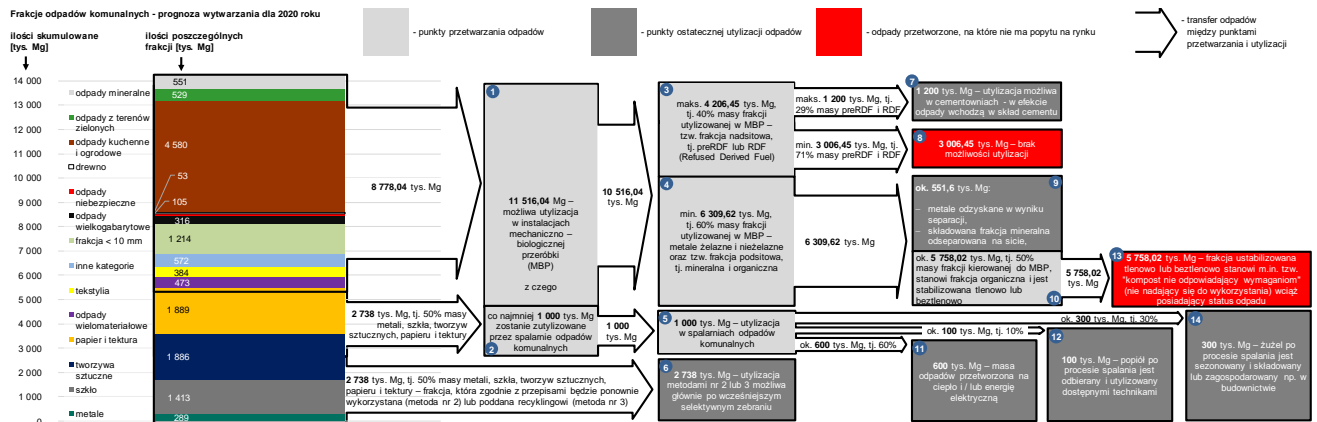 Frakcje odpadów komunalnych - prognoza wytwarzania dla 2020 roku
ilości skumulowane
[tys. Mg]
ilości poszczególnych
frakcji [tys. Mg]
- punkty przetwarzania odpadów
- punkty ostatecznej utylizacji odpadów
- odpady przetworzone, na które nie ma popytu na rynku
- transfer odpadów
między punktami
przetwarzania i utylizacji
14 000
13 000
12 000
11 000
10 000
9 000
8 000
7 000
6 000
5 000
4 000
3 000
2 000
1 000
0
odpady mineralne
odpady z terenów
zielonych
odpady kuchenne
i ogrodowe
drewno
odpady
niebezpieczne
odpady
wielkogabarytowe
frakcja < 10 mm
inne kategorie
tekstylia
odpady
wielomateriałowe
papier i tektura
tworzywa
sztuczne
szkło
metale
551
529
4 580
53
105
316
1 214
572
384
473
1 889
1 886
1 413
289
8 778,04 tys. Mg
2 738 tys. Mg, tj. 50% masy
metali, szkła, tworzyw
sztucznych, papieru i tektury
2 738 tys. Mg, tj. 50% masy metali, szkła, tworzyw sztucznych,
papieru i tektury – frakcja, która zgodnie z przepisami będzie ponownie
wykorzystana (metoda nr 2) lub poddana recyklingowi (metoda nr 3)
1
11 516,04 Mg –
możliwa utylizacja
w instalacjach
mechaniczno –
biologicznej
przeróbki
(MBP)
z czego
co najmniej 1 000 tys. Mg
zostanie zutylizowane
przez spalanie odpadów
komunalnych
2
10 516,04
tys. Mg
1 000
tys. Mg
3
maks. 4 206,45 tys. Mg,
tj. 40% masy frakcji
utylizowanej w MBP –
tzw. frakcja nadsitowa,
tj. preRDF lub RDF
(Refused Derived Fuel)
4
min. 6 309,62 tys. Mg,
tj. 60% masy frakcji
utylizowanej w MBP –
metale żelazne i nieżelazne
oraz tzw. frakcja podsitowa,
tj. mineralna i organiczna
5
1 000 tys. Mg – utylizacja
w spalarniach odpadów
komunalnych
6
2 738 tys. Mg – utylizacja
metodami nr 2 lub 3 możliwa
głównie po wcześniejszym
selektywnym zebraniu
maks. 1 200 tys. Mg, tj.
29% masy preRDF i RDF
min. 3 006,45 tys. Mg, tj.
71% masy preRDF i RDF
6 309,62 tys. Mg
7
1 200 tys. Mg – utylizacja możliwa
w cementowniach - w efekcie
odpady wchodzą w skład cementu
8
3 006,45 tys. Mg – brak
możliwości utylizacji
9
ok. 551,6 tys. Mg:
– metale odzyskane w wyniku
separacji,
– składowana frakcja mineralna
odseparowana na sicie,
ok. 5 758,02 tys. Mg, tj. 50%
masy frakcji kierowanej do MBP,
stanowi frakcja organiczna i jest
stabilizowana tlenowo lub
beztlenowo
10
5 758,02
tys. Mg
13
5 758,02 tys. Mg – frakcja ustabilizowana
tlenowo lub beztlenowo stanowi m.in. tzw.
"kompost nie odpowiadający wymaganiom"
(nie nadający się do wykorzystania) wciąż
posiadający status odpadu
ok. 300 tys. Mg, tj. 30%
ok. 100 tys. Mg, tj. 10%
ok. 600 tys. Mg, tj. 60%
11
600 tys. Mg – masa
odpadów przetworzona na
ciepło i / lub energię
elektryczną
12
100 tys. Mg – popiół po
procesie spalania jest
odbierany i utylizowany
dostępnymi technikami
14
300 tys. Mg – żużel po
procesie spalania jest
sezonowany i składowany
lub zagospodarowany np. w
budownictwie